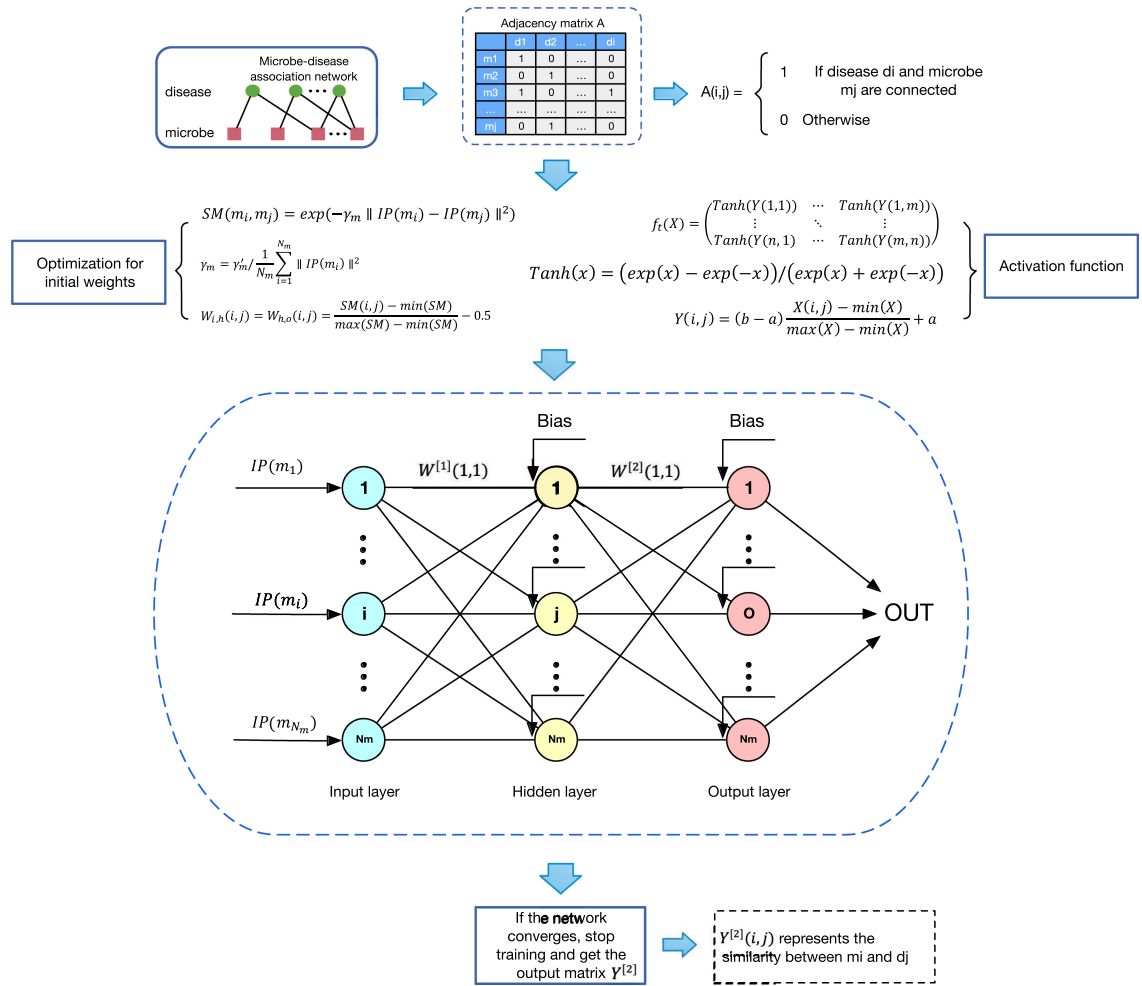 Microbe-disease
association network
disease
microbe
Adjacency matrix A
d1 d2 ... di
m1 1 0 ... 0
m2 0 1 ... 0
m3 1 0 ... 1
... ... ... ... ...
mj 0 1 ... 0
A(i,j) =
1 If disease di and microbe
mj are connected
0 Otherwise
Optimization for
initial weights
SM(m_i, m_j) = exp(−γ_m ‖ IP(m_i) − IP(m_j) ‖²)
γ_m = γ′_m / \frac{1}{N_m} \sum_{i=1}^{N_m} ‖ IP(m_i) ‖²
W_{i,h}(i,j) = W_{h,o}(i,j) = \frac{SM(i,j) − min(SM)}{max(SM) − min(SM)} − 0.5
f_t(X) = ( Tanh(Y(1,1)) ⋯ Tanh(Y(1,m))
⋮ ⋱ ⋮
Tanh(Y(n,1) ⋯ Tanh(Y(m,n)) )
Tanh(x) = (exp(x) − exp(−x))/(exp(x) + exp(−x))
Y(i,j) = (b − a) \frac{X(i,j) − min(X)}{max(X) − min(X)} + a
Activation function
Bias Bias
IP(m_1) 1 W^{[1]}(1,1) 1 W^{[2]}(1,1) 1
IP(m_i) i j O OUT
IP(m_{N_m}) Nm Nm Nm
Input layer Hidden layer Output layer
If the network
converges, stop
training and get the
output matrix Y^{[2]}
Y^{[2]}(i,j) represents the
similarity between mi and dj